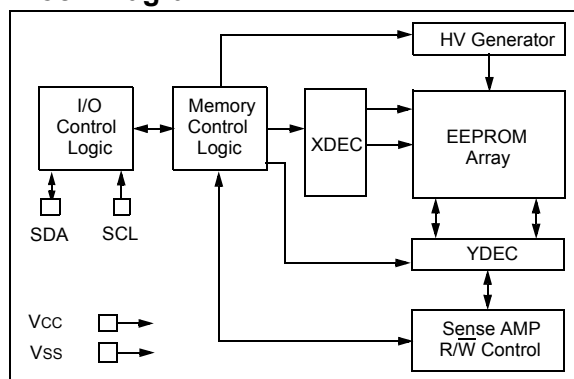 HV Generator
I/O
Control
Logic
Memory
Control
Logic
XDEC
EEPROM
Array
SDA
SCL
YDEC
VCC
VSS
Sense AMP
R/W̅ Control